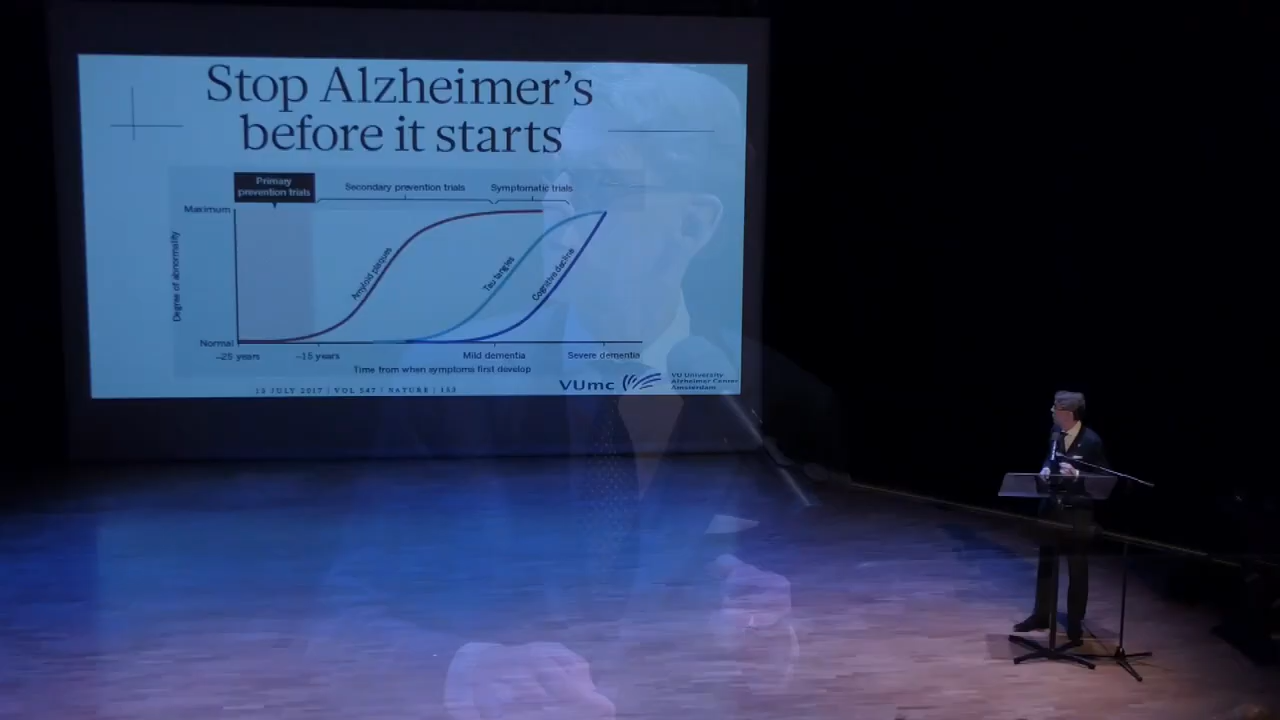 Stop Alzheimer's
before it starts
Primary
prevention trials
Secondary prevention trials
Symptomatic trials
Maximum
Degree of abnormality
Amyloid plaques
Tau tangles
Cognitive decline
Normal
–25 years
–15 years
Mild dementia
Severe dementia
Time from when symptoms first develop
13 JULY 2017 | VOL 547 | NATURE | 153
VUmc
VU University
Alzheimer Center
Amsterdam